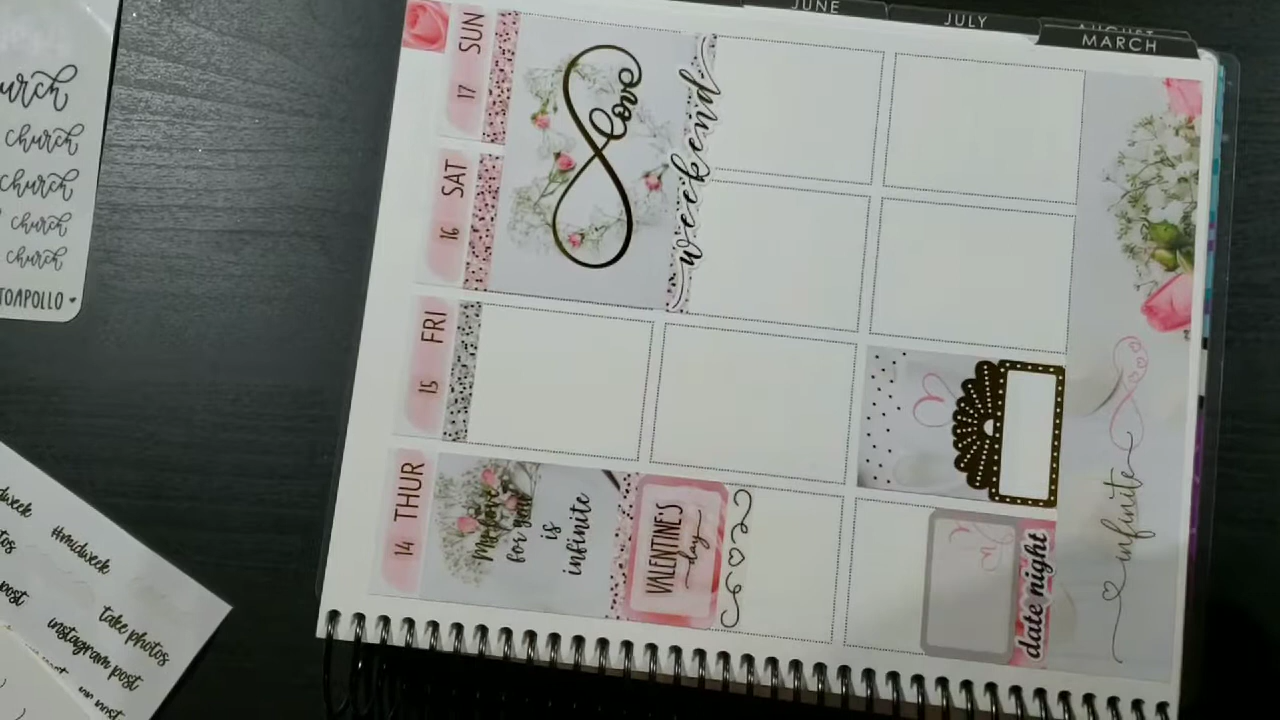 JUNE
JULY
AUGUST
MARCH
SUN
17
SAT
16
FRI
15
THUR
14
love
weekend
My love
for you
is
infinite
VALENTINE'S
day
date night
infinite
church
church
church
church
TOAPOLLO
#midweek
take photos
instagram post